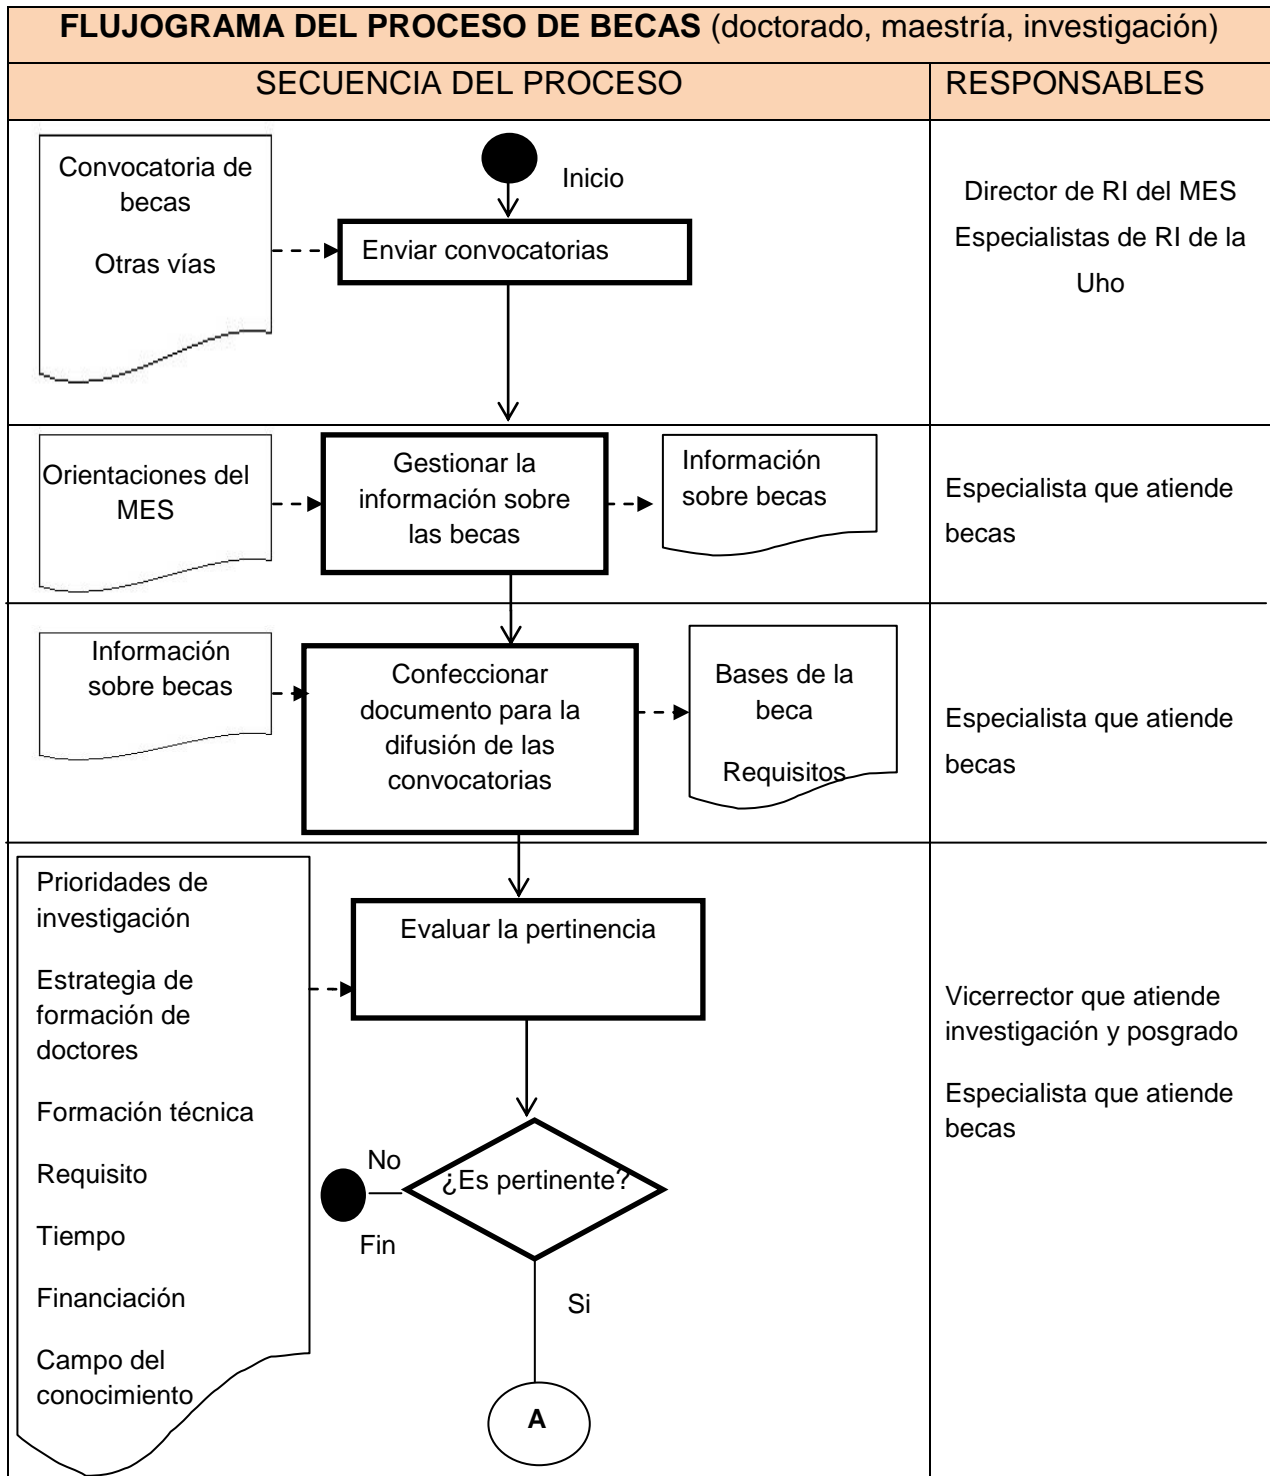 FLUJOGRAMA DEL PROCESO DE BECAS (doctorado, maestría, investigación)
SECUENCIA DEL PROCESO
RESPONSABLES
Convocatoria de
becas
Otras vías
Inicio
Enviar convocatorias
Director de RI del MES
Especialistas de RI de la
Uho
Orientaciones del
MES
Gestionar la
información sobre
las becas
Información
sobre becas
Especialista que atiende
becas
Información
sobre becas
Confeccionar
documento para la
difusión de las
convocatorias
Bases de la
beca
Requisitos
Especialista que atiende
becas
Prioridades de
investigación
Estrategia de
formación de
doctores
Formación técnica
Requisito
Tiempo
Financiación
Campo del
conocimiento
Evaluar la pertinencia
¿Es pertinente?
No
Fin
Si
A
Vicerrector que atiende
investigación y posgrado
Especialista que atiende
becas